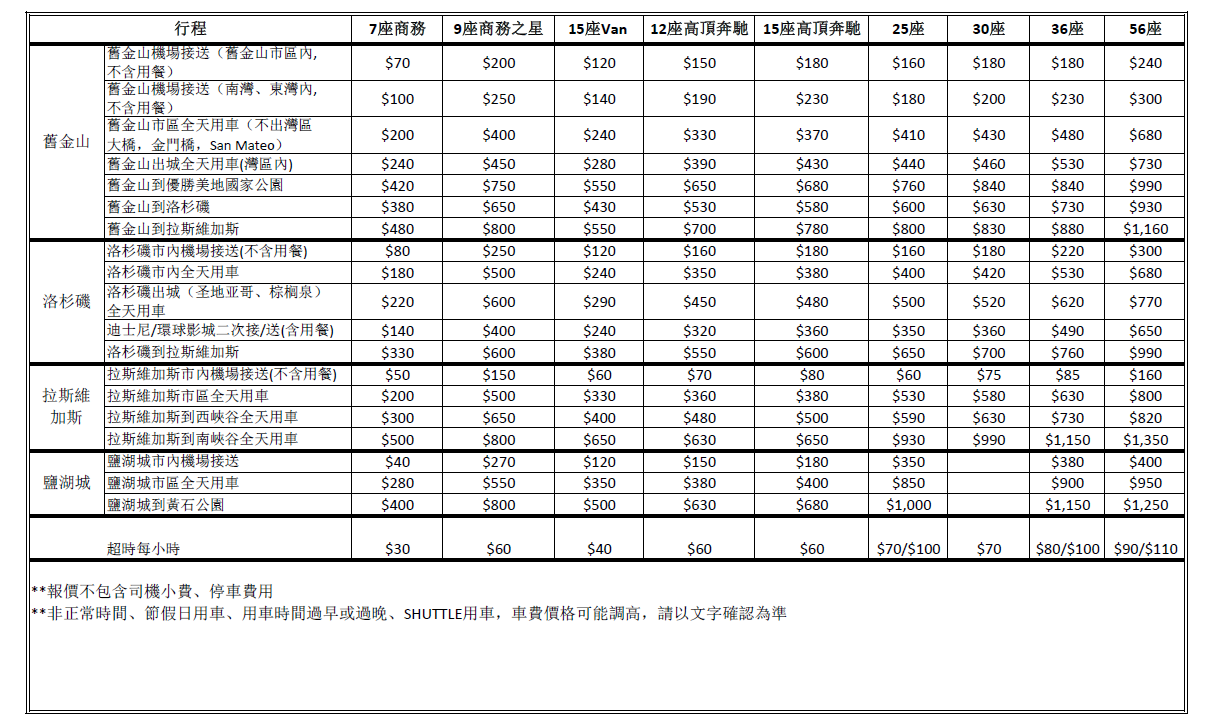 行程 7座商務 9座商務之星 15座Van 12座高頂奔馳 15座高頂奔馳 25座 30座 36座 56座
舊金山
舊金山機場接送（舊金山市區內,
不含用餐） $70 $200 $120 $150 $180 $160 $180 $180 $240
舊金山機場接送（南灣、東灣內,
不含用餐） $100 $250 $140 $190 $230 $180 $200 $230 $300
舊金山市區全天用車（不出灣區
大橋，金門橋，San Mateo） $200 $400 $240 $330 $370 $410 $430 $480 $680
舊金山出城全天用車(灣區內) $240 $450 $280 $390 $430 $440 $460 $530 $730
舊金山到優勝美地國家公園 $420 $750 $550 $650 $680 $760 $840 $840 $990
舊金山到洛杉磯 $380 $650 $430 $530 $580 $600 $630 $730 $930
舊金山到拉斯維加斯 $480 $800 $550 $700 $780 $800 $830 $880 $1,160
洛杉磯
洛杉磯市內機場接送(不含用餐) $80 $250 $120 $160 $180 $160 $180 $220 $300
洛杉磯市內全天用車 $180 $500 $240 $350 $380 $400 $420 $530 $680
洛杉磯出城（圣地亚哥、棕榈泉）
全天用車 $220 $600 $290 $450 $480 $500 $520 $620 $770
迪士尼/環球影城二次接/送(含用餐) $140 $400 $240 $320 $360 $350 $360 $490 $650
洛杉磯到拉斯維加斯 $330 $600 $380 $550 $600 $650 $700 $760 $990
拉斯維
加斯
拉斯維加斯市內機場接送(不含用餐) $50 $150 $60 $70 $80 $60 $75 $85 $160
拉斯維加斯市區全天用車 $200 $500 $330 $360 $380 $530 $580 $630 $800
拉斯維加斯到西峽谷全天用車 $300 $650 $400 $480 $500 $590 $630 $730 $820
拉斯維加斯到南峽谷全天用車 $500 $800 $650 $630 $650 $930 $990 $1,150 $1,350
鹽湖城
鹽湖城市內機場接送 $40 $270 $120 $150 $180 $350 $380 $400
鹽湖城市區全天用車 $280 $550 $350 $380 $400 $850 $900 $950
鹽湖城到黃石公園 $400 $800 $500 $630 $680 $1,000 $1,150 $1,250
超時每小時 $30 $60 $40 $60 $60 $70/$100 $70 $80/$100 $90/$110
**報價不包含司機小費、停車費用
**非正常時間、節假日用車、用車時間過早或過晚、SHUTTLE用車，車費價格可能調高，請以文字確認為準